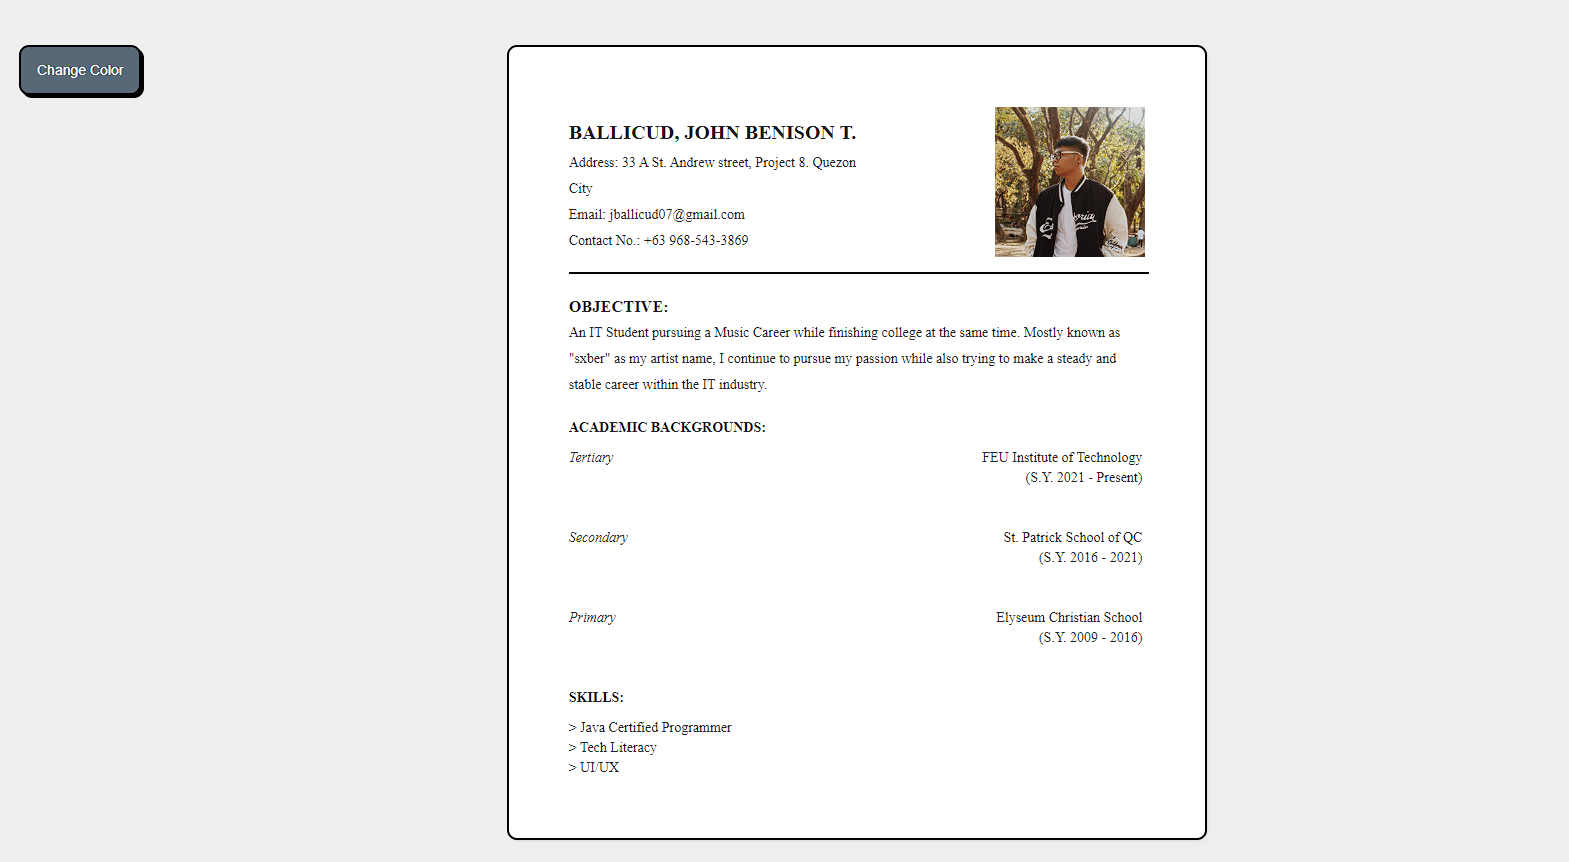 Change Color
BALLICUD, JOHN BENISON T.
Address: 33 A St. Andrew street, Project 8. Quezon
City
Email: jballicud07@gmail.com
Contact No.: +63 968-543-3869
OBJECTIVE:
An IT Student pursuing a Music Career while finishing college at the same time. Mostly known as
"sxber" as my artist name, I continue to pursue my passion while also trying to make a steady and
stable career within the IT industry.
ACADEMIC BACKGROUNDS:
Tertiary
FEU Institute of Technology
(S.Y. 2021 - Present)
Secondary
St. Patrick School of QC
(S.Y. 2016 - 2021)
Primary
Elyseum Christian School
(S.Y. 2009 - 2016)
SKILLS:
> Java Certified Programmer
> Tech Literacy
> UI/UX